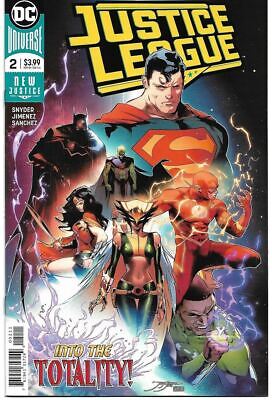 DC
UNIVERSE
2
$3.99
NEW
JUSTICE
SNYDER
JIMENEZ
SANCHEZ
JUSTICE
LEAGUE
INTO THE
TOTALITY!